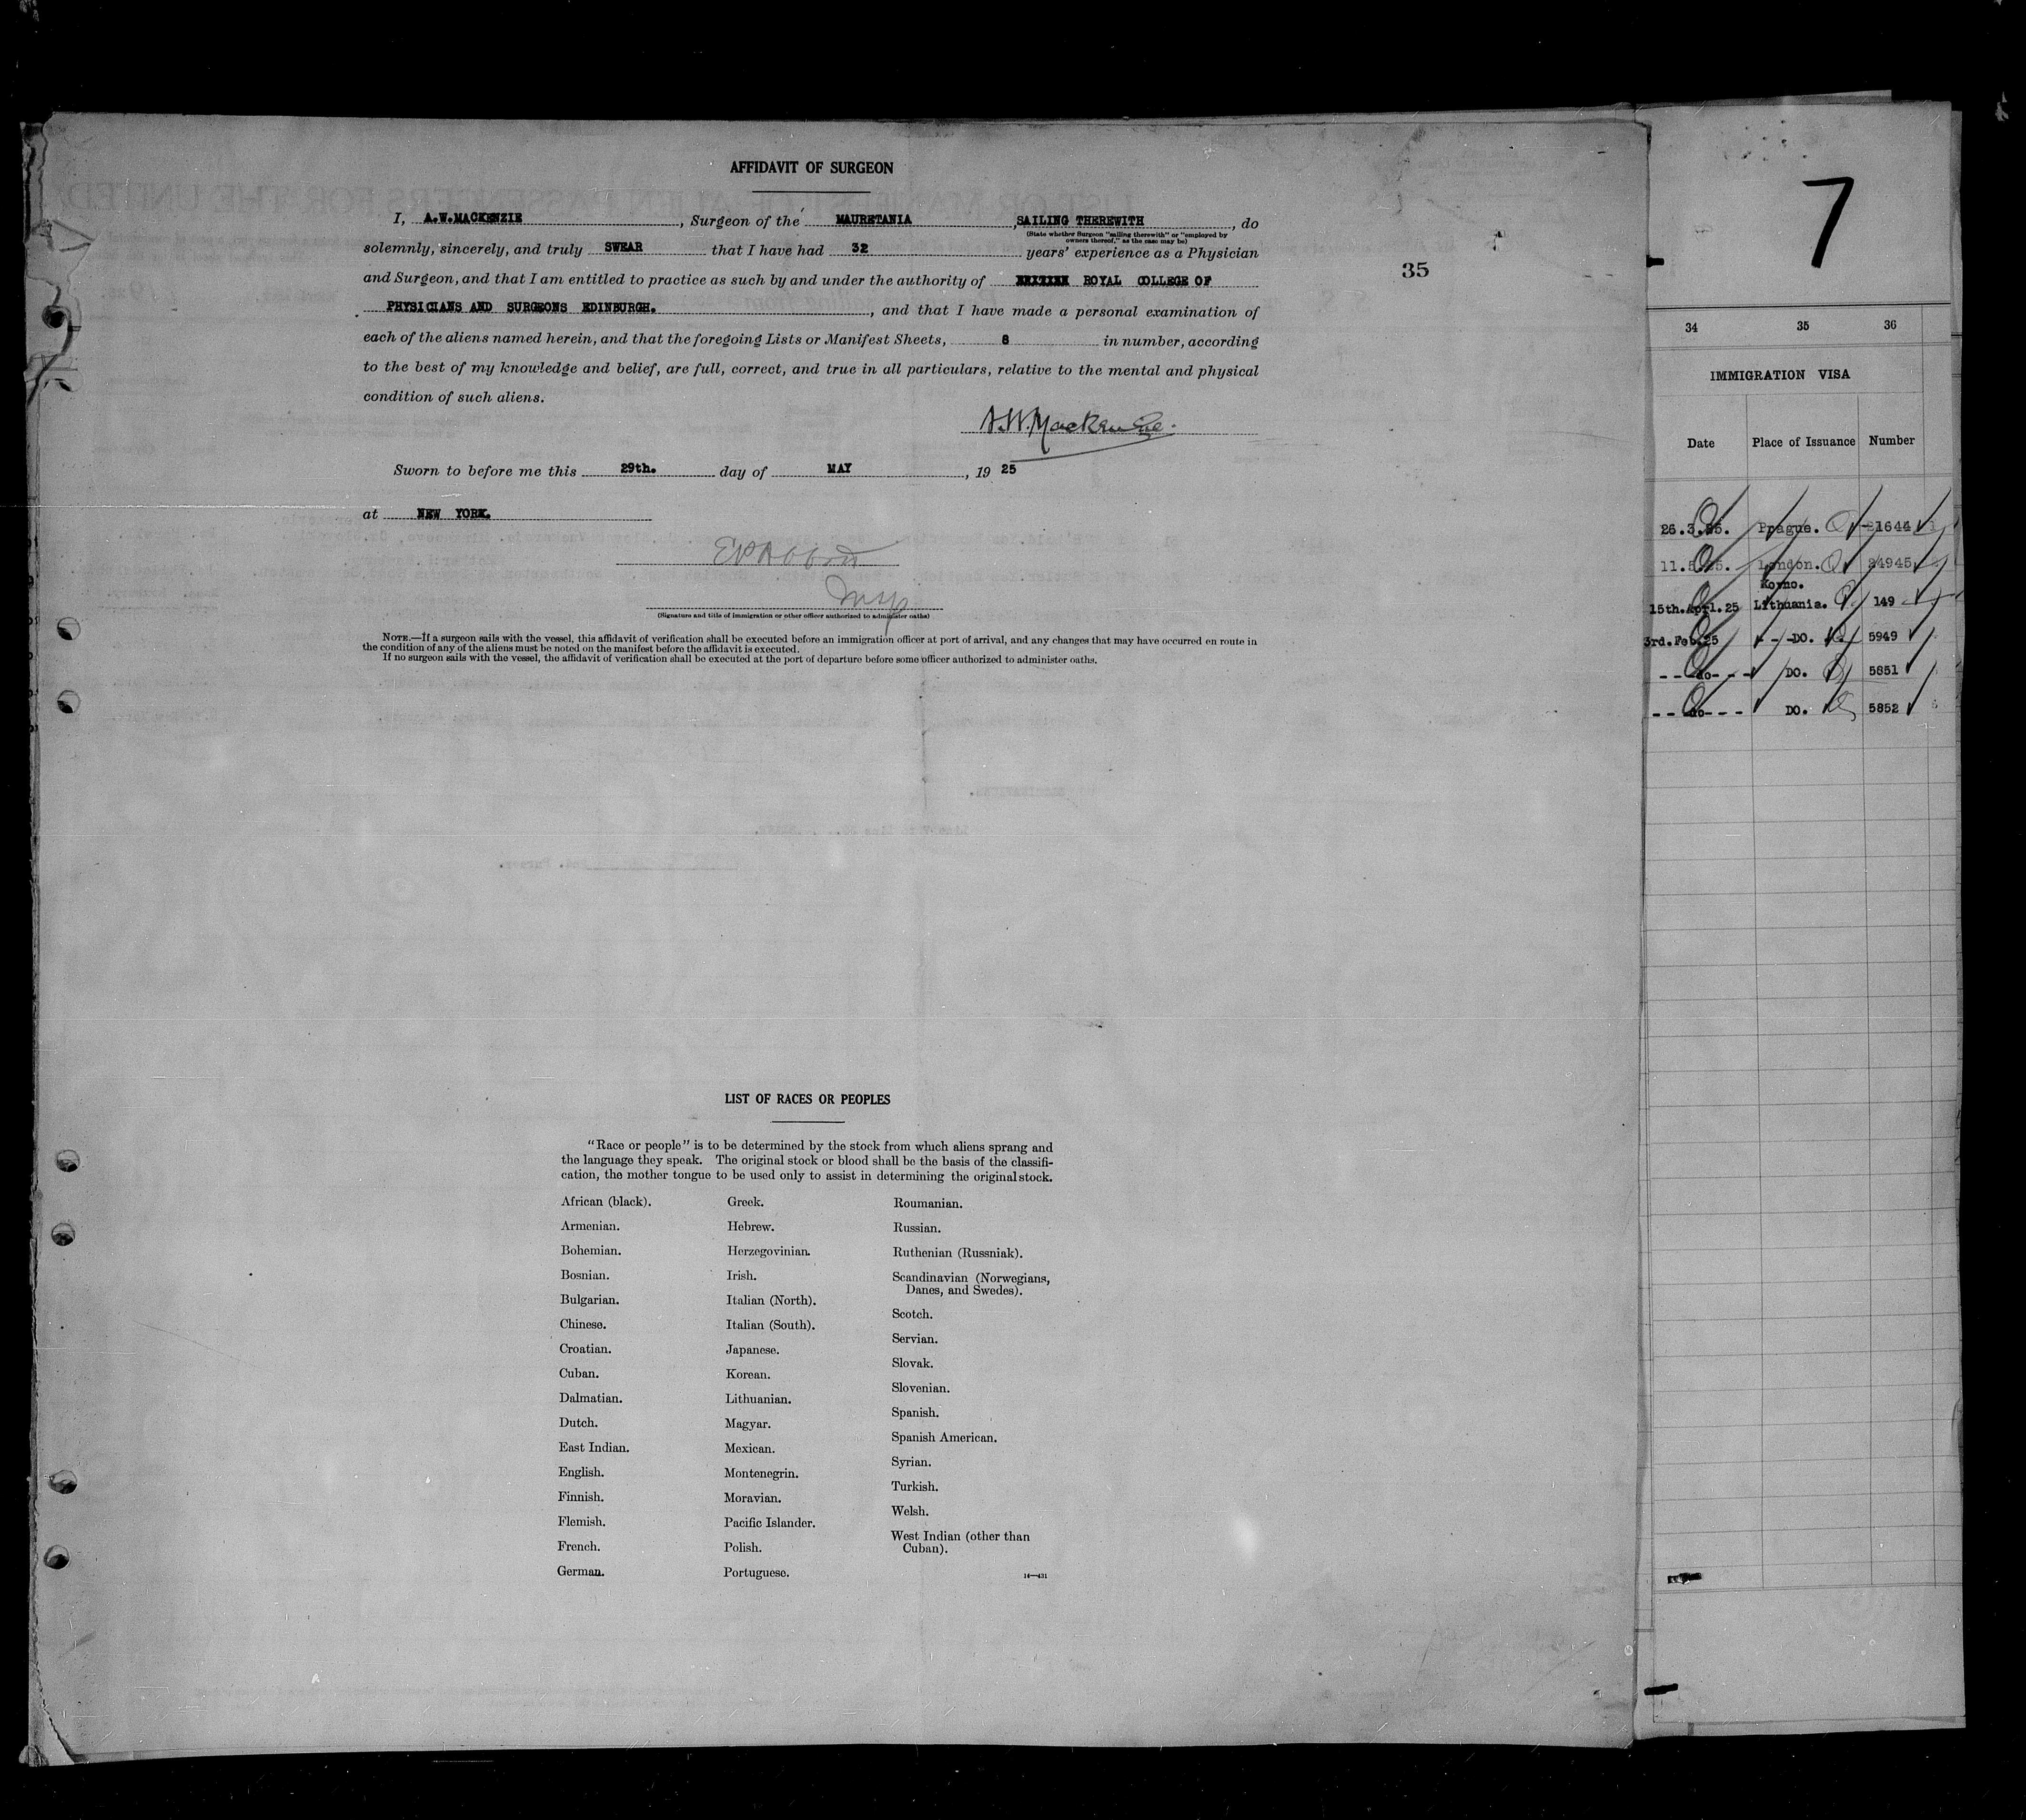 AFFIDAVIT OF SURGEON
I, A.W.MACKENZIE, Surgeon of the MAURETANIA, SAILING THEREWITH, do
(State whether Surgeon "sailing therewith" or "employed by
owners thereof," as the case may be)
solemnly, sincerely, and truly SWEAR that I have had 32 years' experience as a Physician
and Surgeon, and that I am entitled to practice as such by and under the authority of ROYAL COLLEGE OF
PHYSICIANS AND SURGEONS EDINBURGH., and that I have made a personal examination of
each of the aliens named herein, and that the foregoing Lists or Manifest Sheets, 8 in number, according
to the best of my knowledge and belief, are full, correct, and true in all particulars, relative to the mental and physical
condition of such aliens.
A.W.Mackenzie.
Sworn to before me this 29th. day of MAY, 1925
at NEW YORK.
Insp
(Signature and title of immigration or other officer authorized to administer oaths)
NOTE.—If a surgeon sails with the vessel, this affidavit of verification shall be executed before an immigration officer at port of arrival, and any changes that may have occurred en route in
the condition of any of the aliens must be noted on the manifest before the affidavit is executed.
If no surgeon sails with the vessel, the affidavit of verification shall be executed at the port of departure before some officer authorized to administer oaths.
35
LIST OF RACES OR PEOPLES
"Race or people" is to be determined by the stock from which aliens sprang and
the language they speak. The original stock or blood shall be the basis of the classifi-
cation, the mother tongue to be used only to assist in determining the original stock.
African (black).
Armenian.
Bohemian.
Bosnian.
Bulgarian.
Chinese.
Croatian.
Cuban.
Dalmatian.
Dutch.
East Indian.
English.
Finnish.
Flemish.
French.
German.
Greek.
Hebrew.
Herzegovinian.
Irish.
Italian (North).
Italian (South).
Japanese.
Korean.
Lithuanian.
Magyar.
Mexican.
Montenegrin.
Moravian.
Pacific Islander.
Polish.
Portuguese.
Roumanian.
Russian.
Ruthenian (Russniak).
Scandinavian (Norwegians,
Danes, and Swedes).
Scotch.
Servian.
Slovak.
Slovenian.
Spanish.
Spanish American.
Syrian.
Turkish.
Welsh.
West Indian (other than
Cuban).
14—431
7
34 35 36
IMMIGRATION VISA
Date Place of Issuance Number
26.3.25. Prague. 1644
11.5.25. London. 24945
Kovno.
15th.Aprl.25 Lithuania. 149
3rd.Feb.25 - - -DO. 5949
- - -do- - - DO. 5851
- - -do- - - DO. 5852